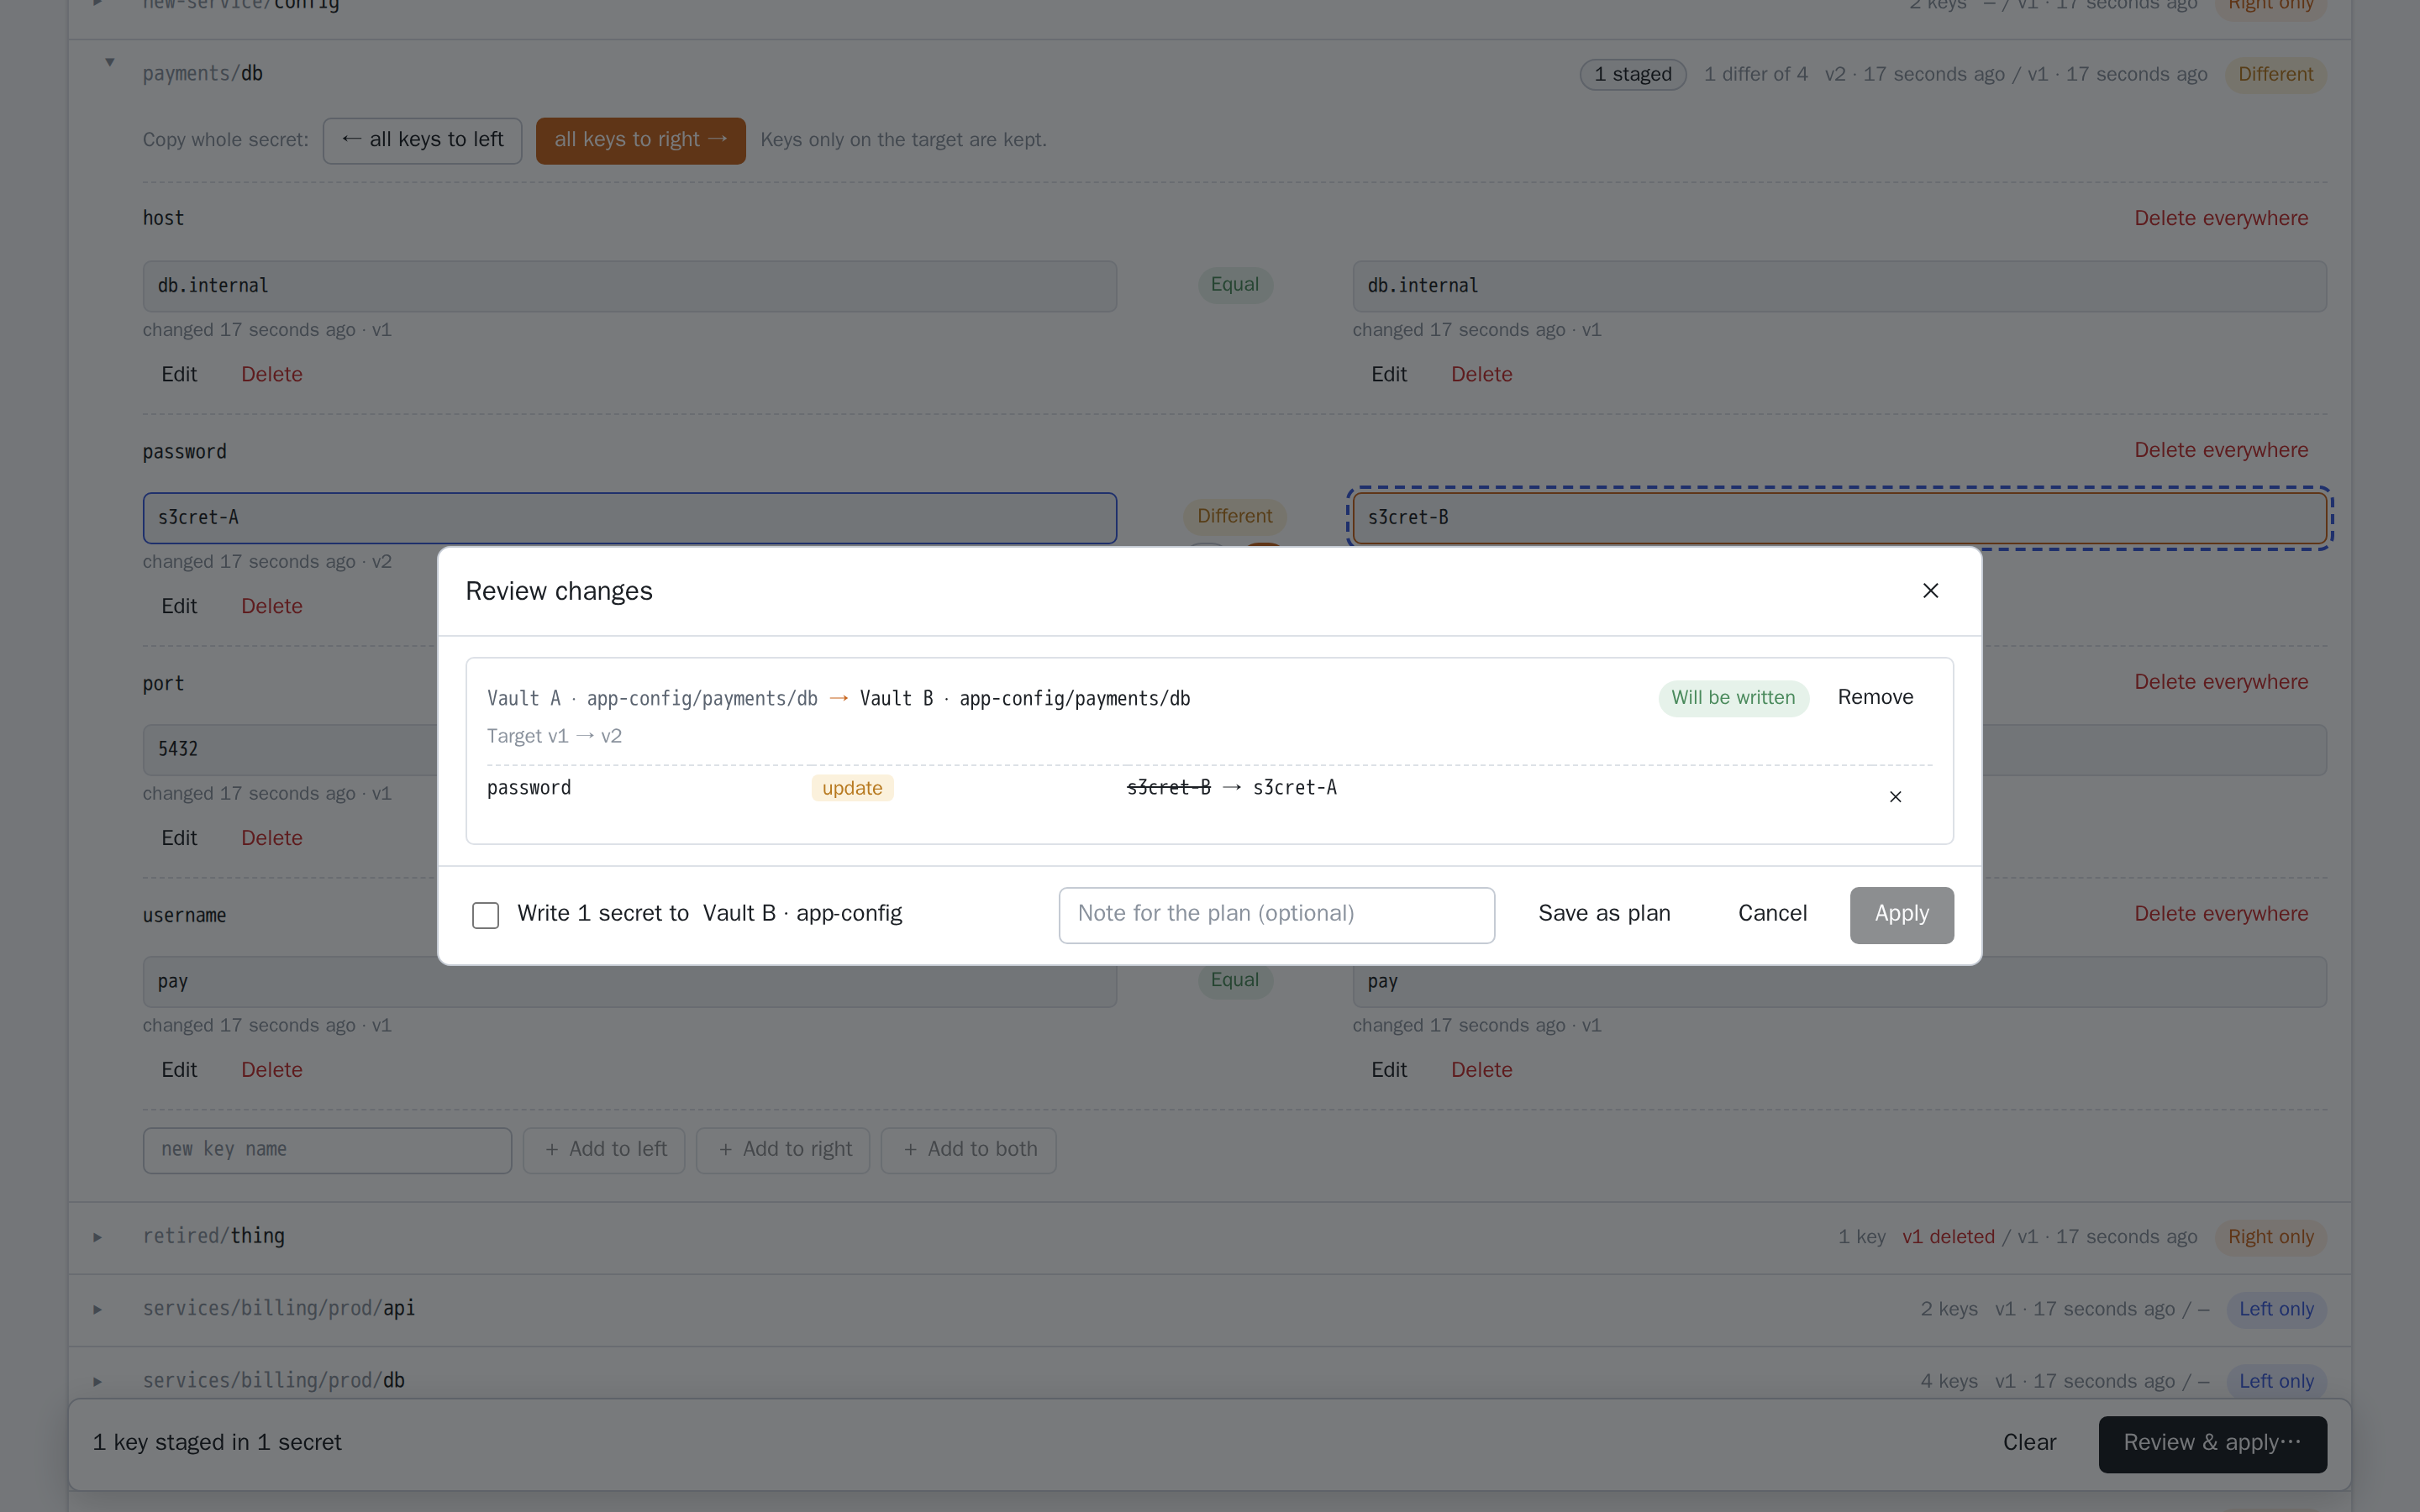 new-service/config 2 keys – / v1 · 17 seconds ago Right only
payments/db 1 staged 1 differ of 4 v2 · 17 seconds ago / v1 · 17 seconds ago Different
Copy whole secret: ← all keys to left all keys to right → Keys only on the target are kept.
host Delete everywhere
db.internal Equal db.internal
changed 17 seconds ago · v1 changed 17 seconds ago · v1
Edit Delete Edit Delete
password Delete everywhere
s3cret-A Different s3cret-B
changed 17 seconds ago · v2
Edit Delete
port Delete everywhere
5432
changed 17 seconds ago · v1
Edit Delete
username Delete everywhere
pay Equal pay
changed 17 seconds ago · v1 changed 17 seconds ago · v1
Edit Delete Edit Delete
new key name + Add to left + Add to right + Add to both
retired/thing 1 key v1 deleted / v1 · 17 seconds ago Right only
services/billing/prod/api 2 keys v1 · 17 seconds ago / – Left only
services/billing/prod/db 4 keys v1 · 17 seconds ago / – Left only
1 key staged in 1 secret Clear Review & apply···
Review changes ×
Vault A · app-config/payments/db → Vault B · app-config/payments/db Will be written Remove
Target v1 → v2
password update s3cret-B → s3cret-A ×
Write 1 secret to Vault B · app-config Note for the plan (optional) Save as plan Cancel Apply